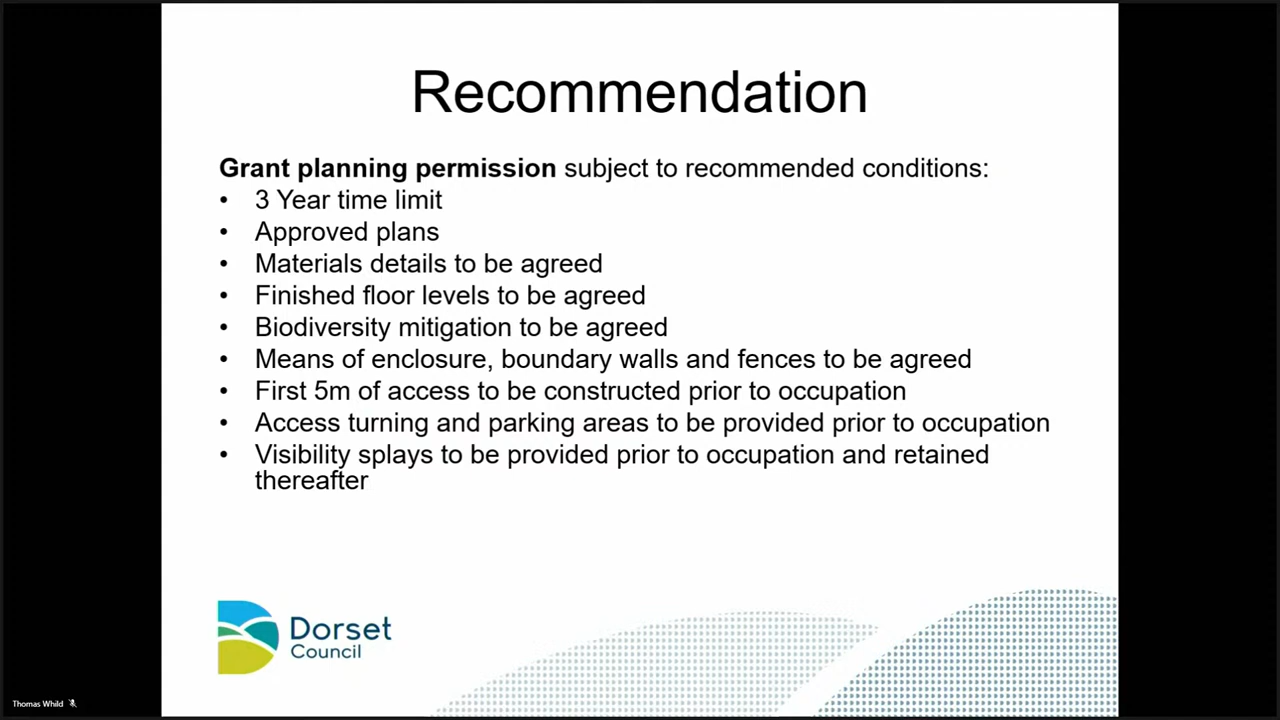 Recommendation
Grant planning permission subject to recommended conditions:
• 3 Year time limit
• Approved plans
• Materials details to be agreed
• Finished floor levels to be agreed
• Biodiversity mitigation to be agreed
• Means of enclosure, boundary walls and fences to be agreed
• First 5m of access to be constructed prior to occupation
• Access turning and parking areas to be provided prior to occupation
• Visibility splays to be provided prior to occupation and retained
thereafter
Dorset
Council
Thomas Whild